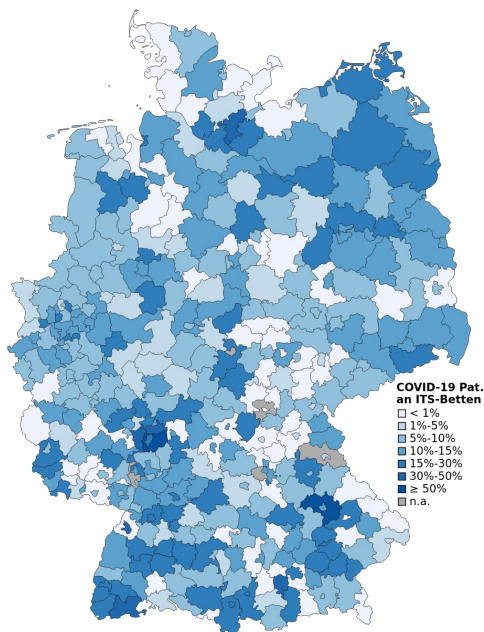 COVID-19 Pat.
an ITS-Betten
< 1%
1%-5%
5%-10%
10%-15%
15%-30%
30%-50%
≥ 50%
n.a.